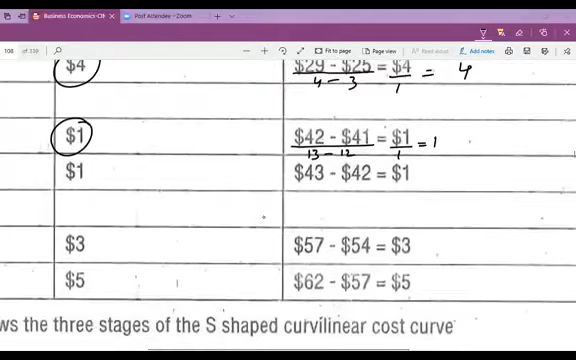 Business Economics-CN
Post Attendee - Zoom
108 of 339
Fit to page
Page view
Read aloud
Add notes
$4 $29 - $25 = $4 = 4
4 - 3 1
$1 $42 - $41 = $1 = 1
13 - 12 1
$1 $43 - $42 = $1
$3 $57 - $54 = $3
$5 $62 - $57 = $5
ws the three stages of the S shaped curvilinear cost curve